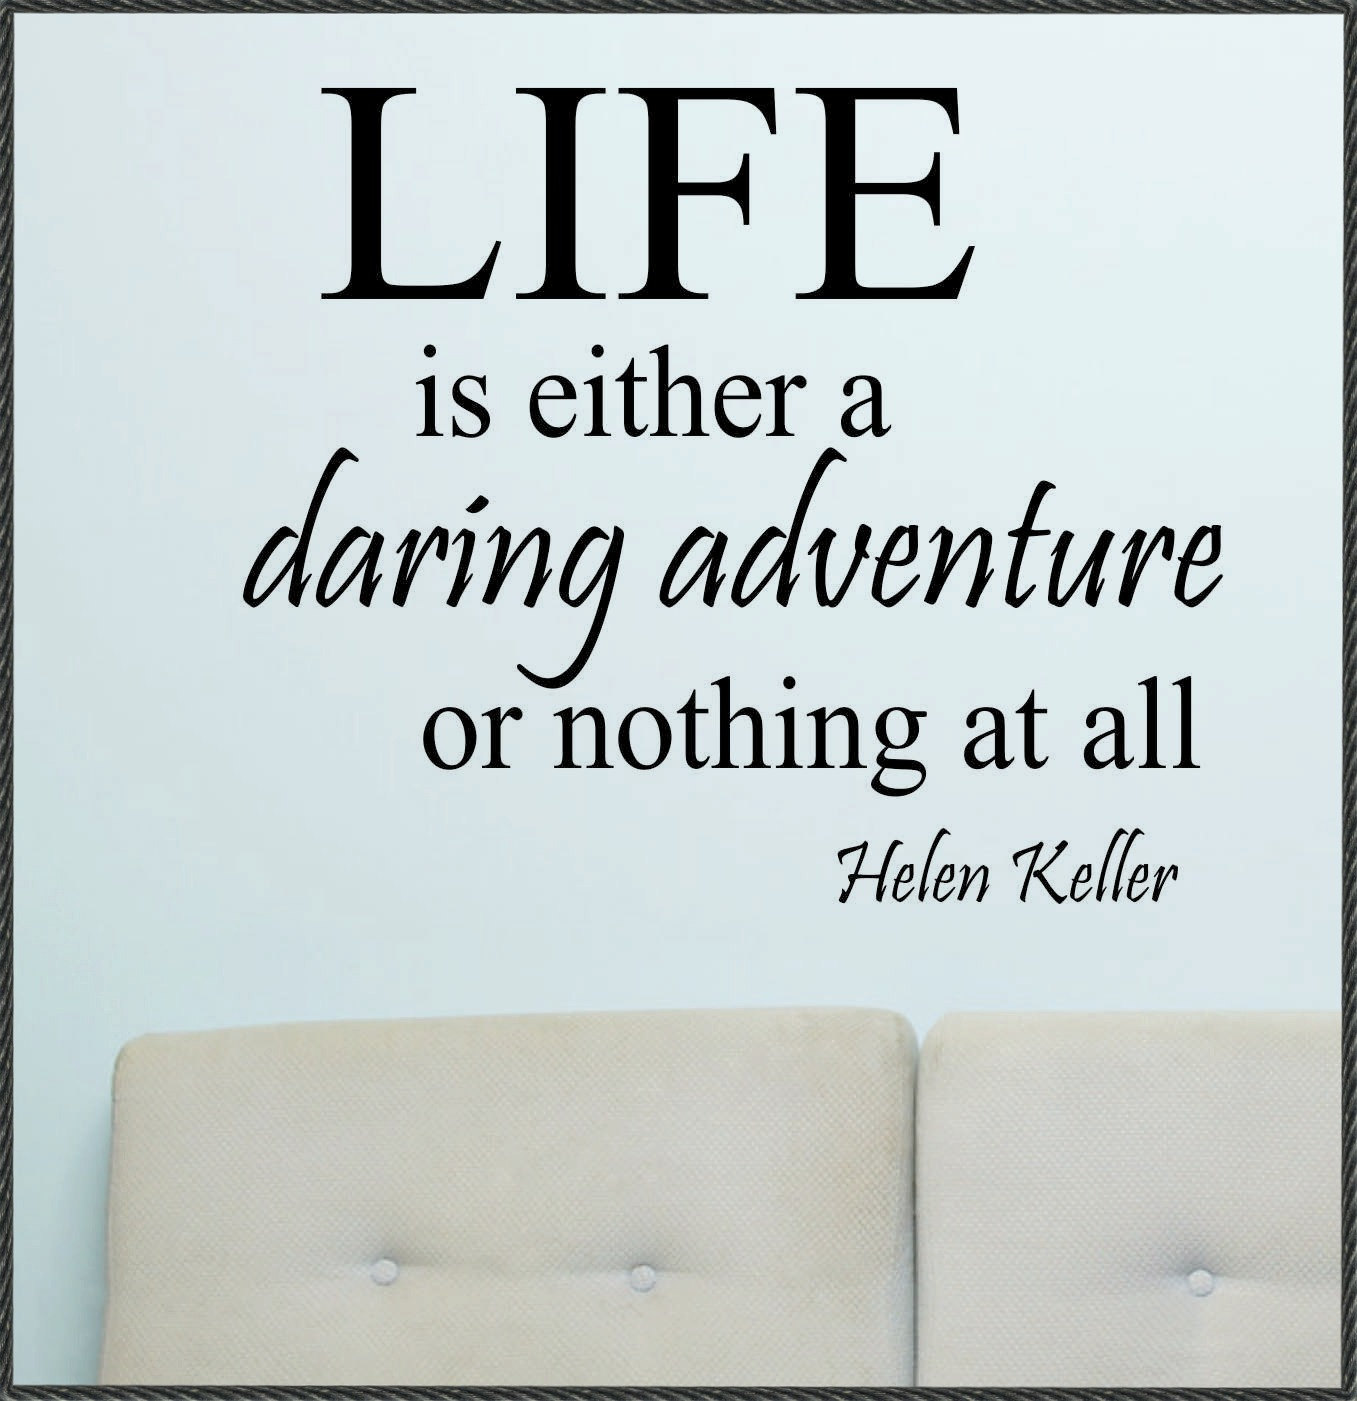 LIFE
is either a
daring adventure
or nothing at all
Helen Keller